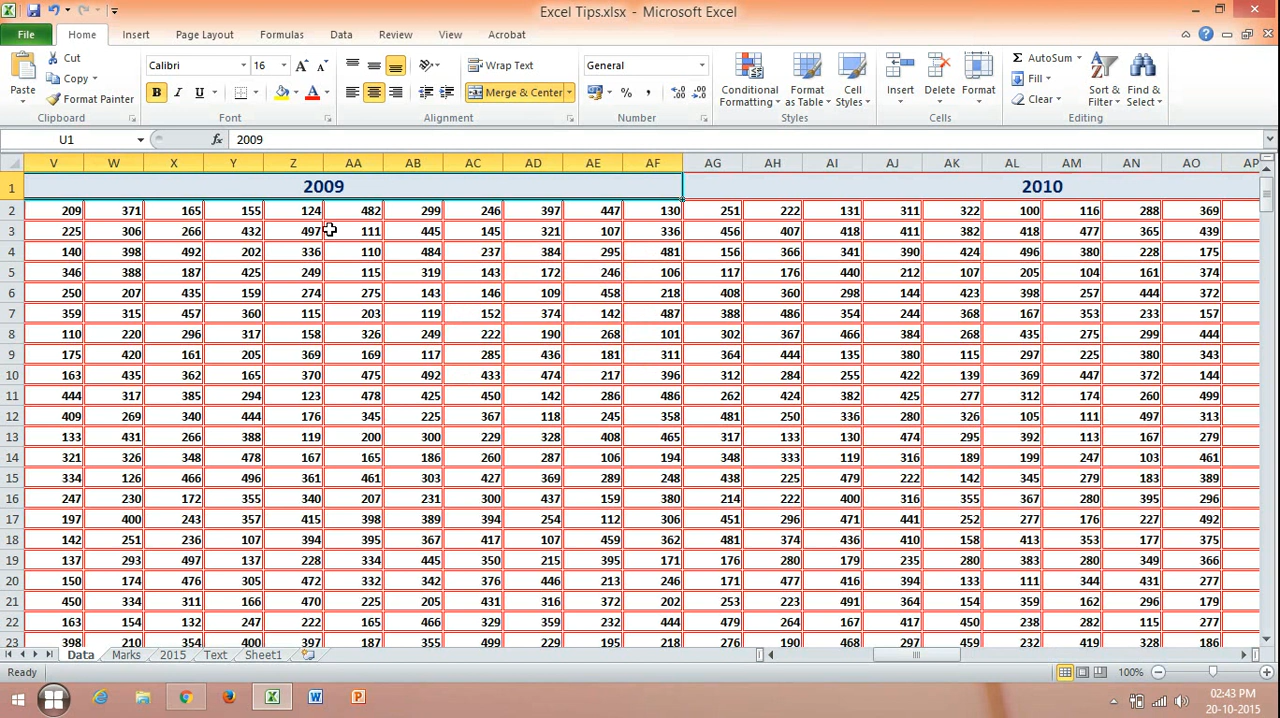 Excel Tips.xlsx - Microsoft Excel
File Home Insert Page Layout Formulas Data Review View Acrobat
Paste Cut Copy Format Painter Clipboard
Calibri 16 B I U A Font
Wrap Text Merge & Center Alignment
General % , Number
Conditional Formatting Format as Table Cell Styles Styles
Insert Delete Format Cells
AutoSum Fill Clear Sort & Filter Find & Select Editing
U1 fx 2009
V W X Y Z AA AB AC AD AE AF AG AH AI AJ AK AL AM AN AO AP
1 2009 2010
2 209 371 165 155 124 482 299 246 397 447 130 251 222 131 311 322 100 116 288 369
3 225 306 266 432 497 111 445 145 321 107 336 456 407 418 411 382 418 477 365 439
4 140 398 492 202 336 110 484 237 384 295 481 156 366 341 390 424 496 380 228 175
5 346 388 187 425 249 115 319 143 172 246 106 176 117 440 212 107 205 104 161 374
6 250 207 435 159 274 275 143 146 109 458 218 408 360 298 144 423 398 257 444 372
7 359 315 457 360 115 203 119 152 374 142 487 388 486 354 244 368 167 353 233 157
8 110 220 296 317 158 326 249 222 190 268 101 302 367 466 384 268 435 275 299 444
9 175 420 161 205 369 169 117 285 436 181 311 364 444 135 380 115 297 225 380 343
10 163 435 362 165 370 475 492 433 474 217 396 312 284 255 422 139 369 447 372 144
11 444 317 385 294 123 478 425 450 142 286 486 262 424 382 425 277 312 174 260 499
12 409 269 340 444 176 345 225 367 118 245 358 481 250 336 280 326 105 111 497 313
13 133 431 266 388 119 200 300 229 328 408 465 317 133 130 474 295 392 113 167 279
14 321 326 348 478 167 165 186 260 287 106 194 348 333 119 316 189 199 247 103 461
15 334 126 466 496 361 461 303 427 369 289 248 438 225 479 222 142 345 279 183 389
16 247 230 172 355 340 207 231 300 437 159 380 214 222 400 316 355 367 280 395 296
17 197 400 243 357 415 398 389 394 254 112 306 451 296 471 441 252 277 176 227 492
18 142 251 236 107 394 395 367 417 107 459 362 481 374 436 410 158 413 353 177 375
19 137 293 497 137 228 334 445 350 215 395 171 176 280 179 235 280 383 280 349 366
20 150 174 476 305 472 332 342 376 446 213 246 171 477 416 394 133 111 344 431 277
21 450 334 311 166 470 225 205 431 316 372 202 253 223 491 364 154 359 162 296 179
22 163 154 132 247 222 165 466 329 359 232 444 479 264 167 417 450 238 282 115 277
23 398 210 354 400 397 187 355 499 229 195 218 276 190 468 297 459 232 419 328 186
Data Marks 2015 Text Sheet1
Ready 100%
W P 02:43 PM
20-10-2015